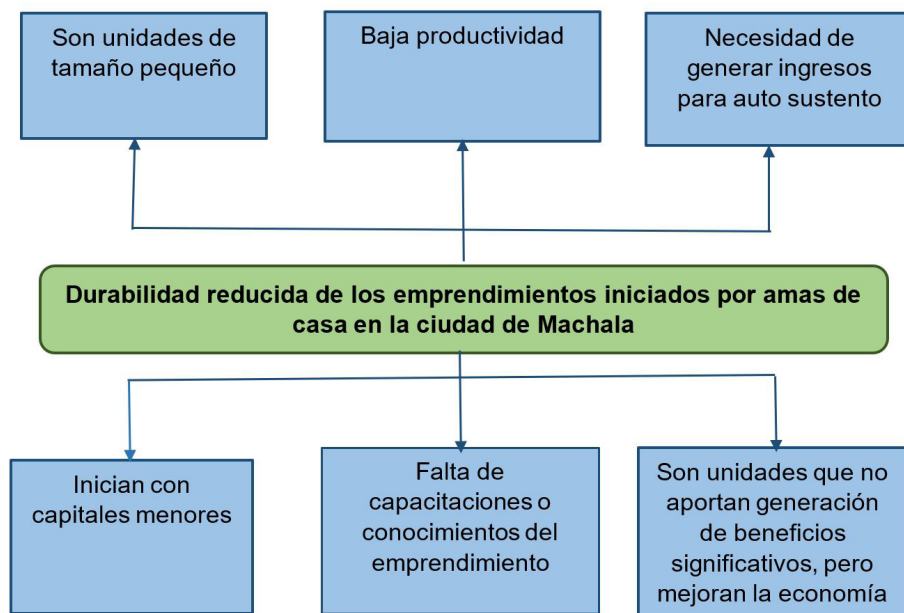 Son unidades de
tamaño pequeño
Baja productividad
Necesidad de
generar ingresos
para auto sustento
Durabilidad reducida de los emprendimientos iniciados por amas de
casa en la ciudad de Machala
Inician con
capitales menores
Falta de
capacitaciones o
conocimientos del
emprendimiento
Son unidades que no
aportan generación
de beneficios
significativos, pero
mejoran la economía